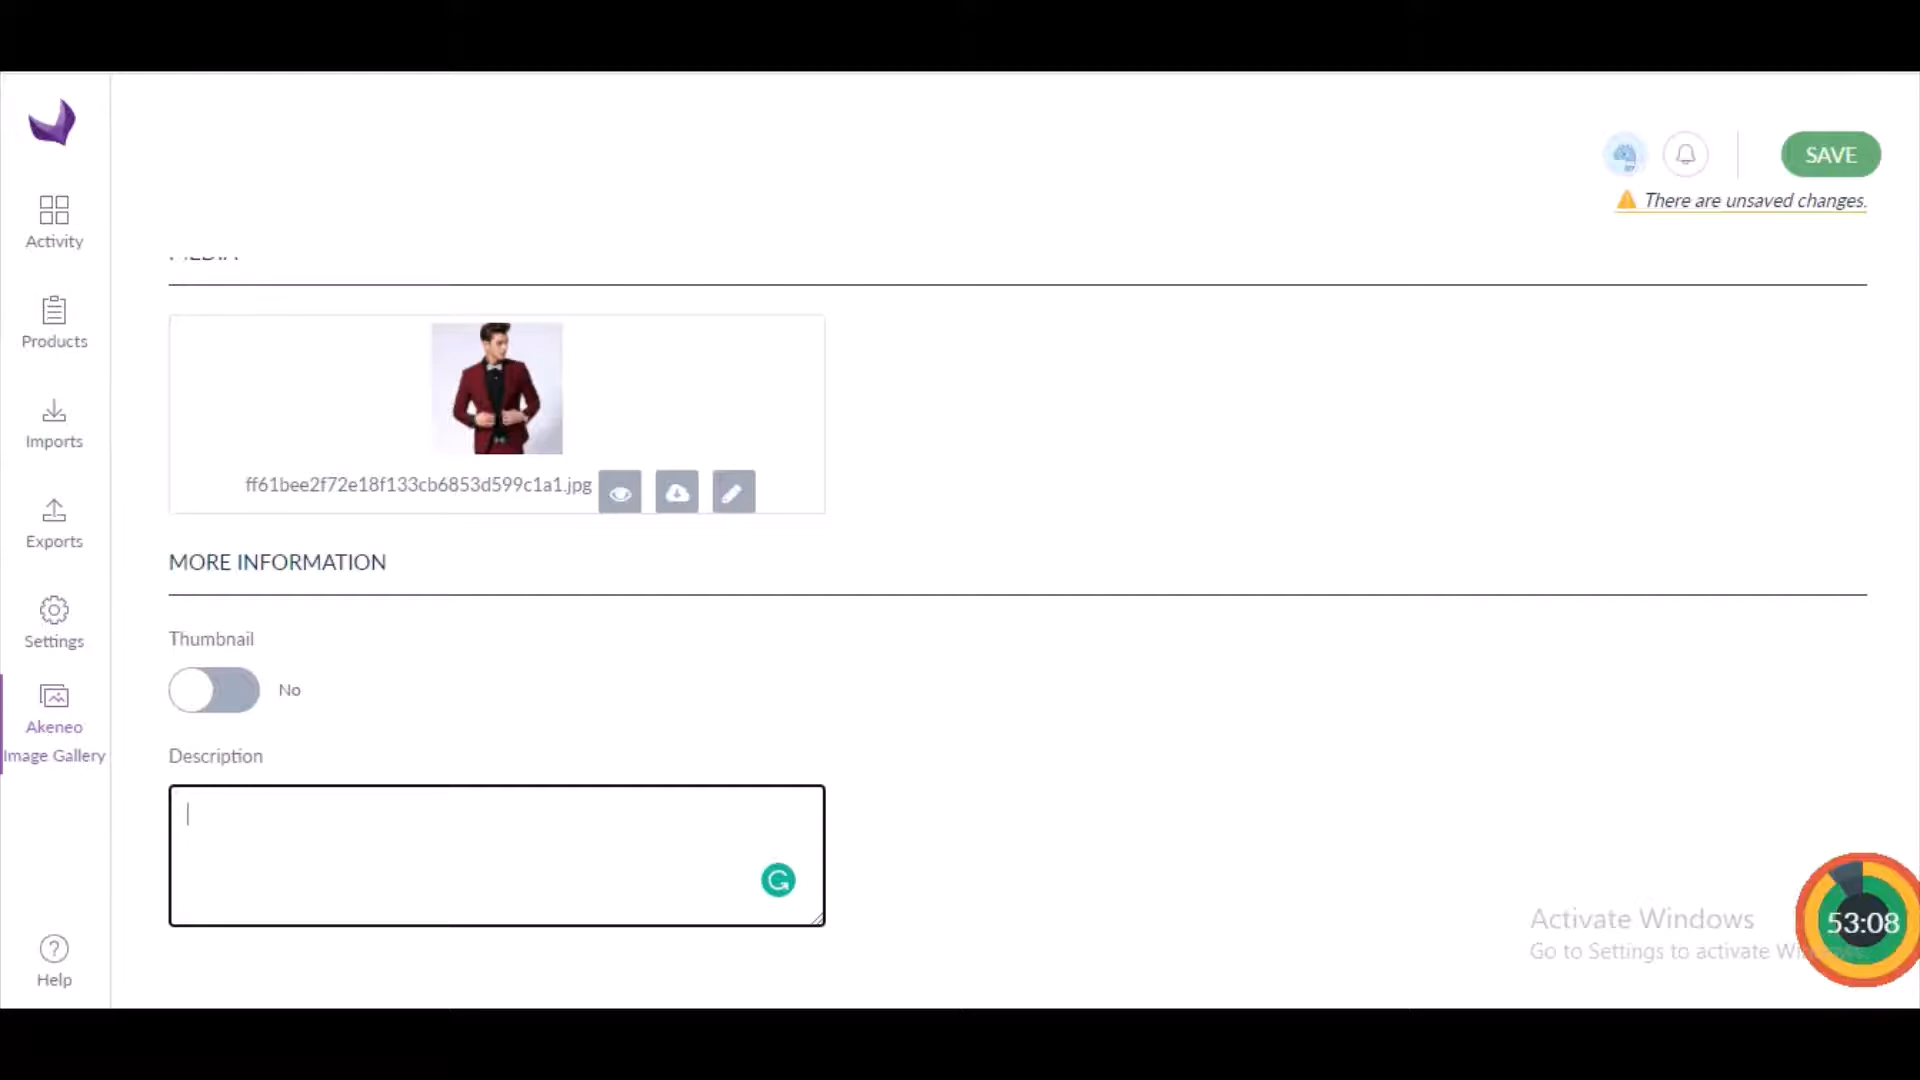 SAVE
There are unsaved changes.
Activity
Products
Imports
Exports
Settings
Akeneo
Image Gallery
Help
ff61bee2f72e18f133cb6853d599c1a1.jpg
MORE INFORMATION
Thumbnail
No
Description
Activate Windows
Go to Settings to activate
53:08